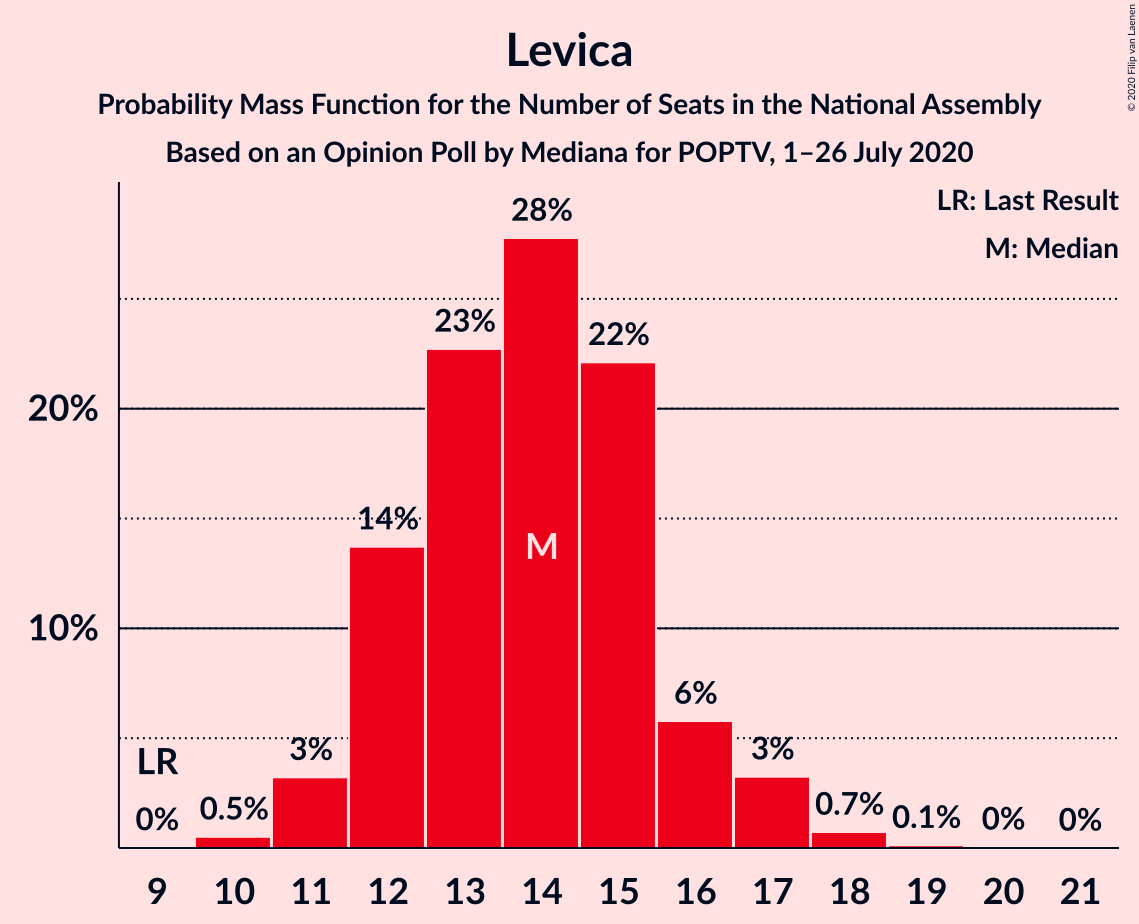 Levica
Probability Mass Function for the Number of Seats in the National Assembly
Based on an Opinion Poll by Mediana for POPTV, 1–26 July 2020
© 2020 Filip van Laenen
LR: Last Result
M: Median
28%
23%
22%
20%
14%
M
10%
6%
3%
3%
LR
0%
0.5%
0.7%
0.1%
0%
0%
9 10 11 12 13 14 15 16 17 18 19 20 21